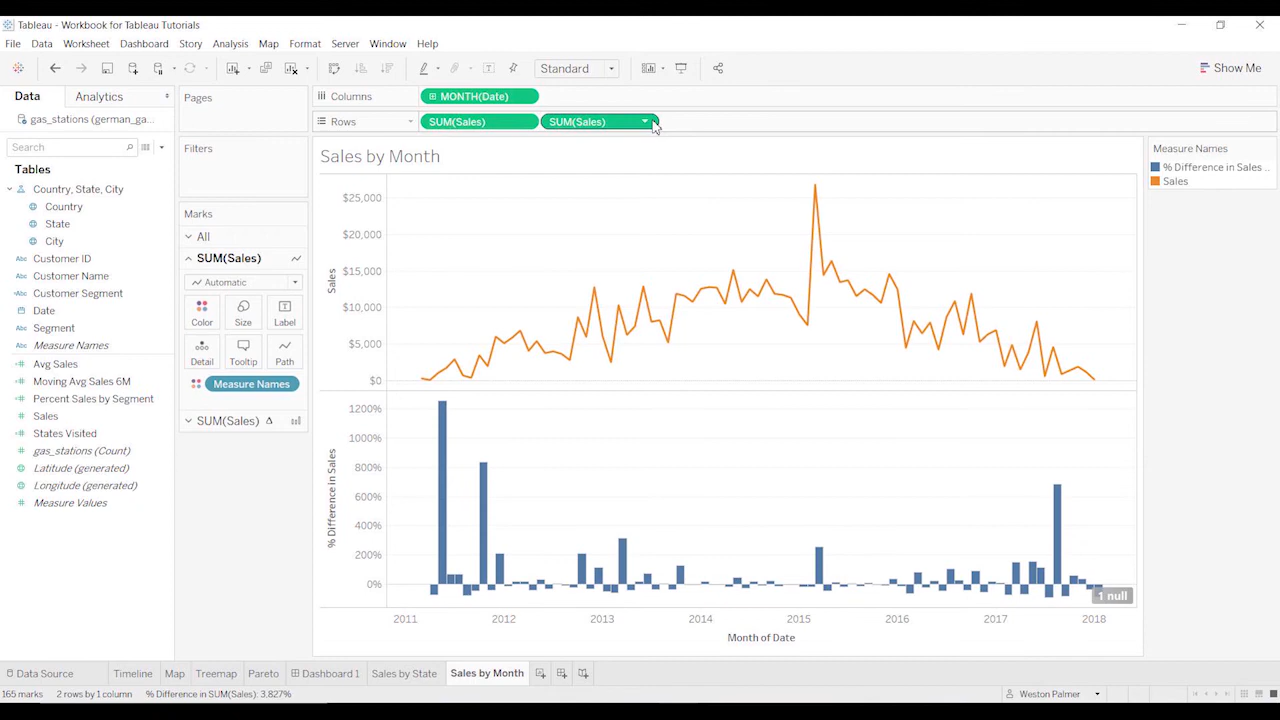 Tableau - Workbook for Tableau Tutorials
File Data Worksheet Dashboard Story Analysis Map Format Server Window Help
Standard
Show Me
Data Analytics
Pages
Columns
MONTH(Date)
Rows
SUM(Sales) SUM(Sales)
gas_stations (german_ga...
Search
Tables
Country, State, City
Country
State
City
Abc Customer ID
Abc Customer Name
Abc Customer Segment
Date
Abc Segment
Abc Measure Names
Avg Sales
Moving Avg Sales 6M
Percent Sales by Segment
Sales
States Visited
gas_stations (Count)
Latitude (generated)
Longitude (generated)
Measure Values
Filters
Marks
All
SUM(Sales)
Automatic
Color Size Label
Detail Tooltip Path
Measure Names
SUM(Sales) Δ
Sales by Month
$25,000
$20,000
$15,000
$10,000
$5,000
$0
Sales
1200%
1000%
800%
600%
400%
200%
0%
% Difference in Sales
1 null
2011 2012 2013 2014 2015 2016 2017 2018
Month of Date
Measure Names
% Difference in Sales ..
Sales
Data Source Timeline Map Treemap Pareto Dashboard 1 Sales by State Sales by Month
165 marks 2 rows by 1 column % Difference in SUM(Sales): 3.827% Weston Palmer